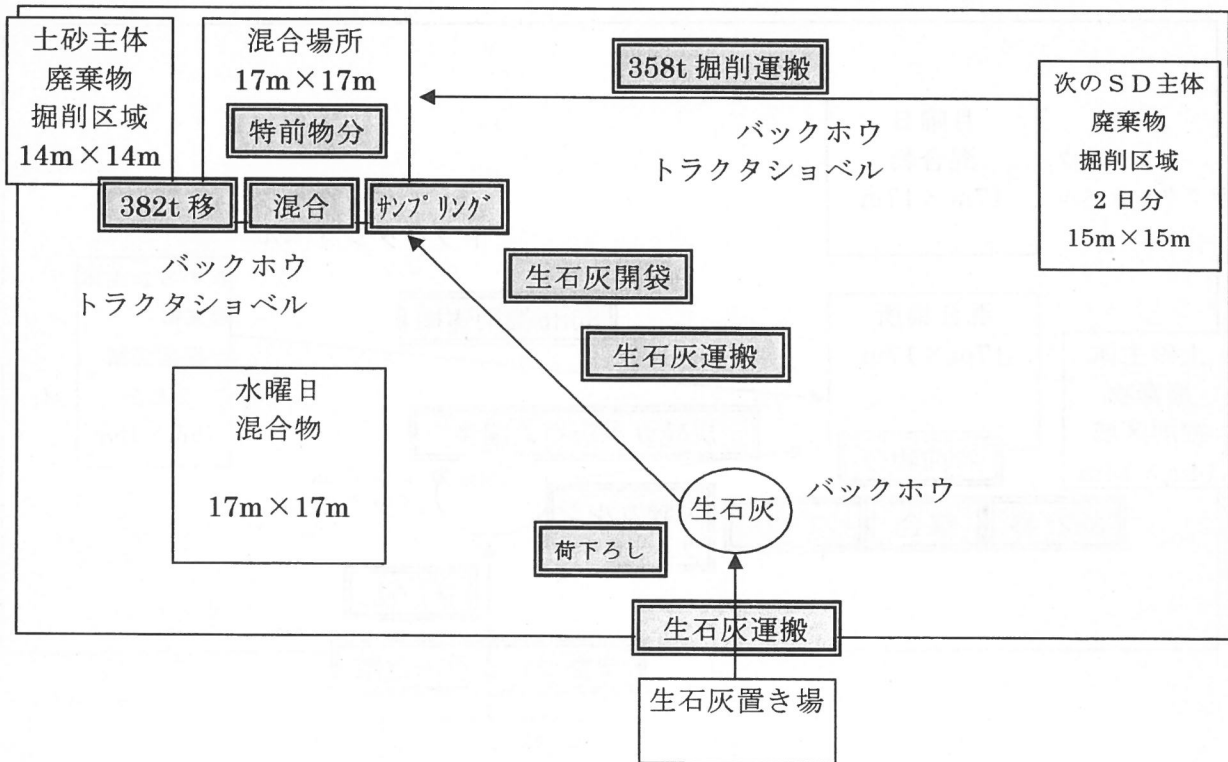 土砂主体
廃棄物
掘削区域
14m×14m
混合場所
17m×17m
特前物分
358t 掘削運搬
バックホウ
トラクタショベル
次のSD主体
廃棄物
掘削区域
2日分
15m×15m
382t 移
混合
ｻﾝﾌﾟﾘﾝｸﾞ
バックホウ
トラクタショベル
生石灰開袋
生石灰運搬
水曜日
混合物
17m×17m
生石灰
バックホウ
荷下ろし
生石灰運搬
生石灰置き場